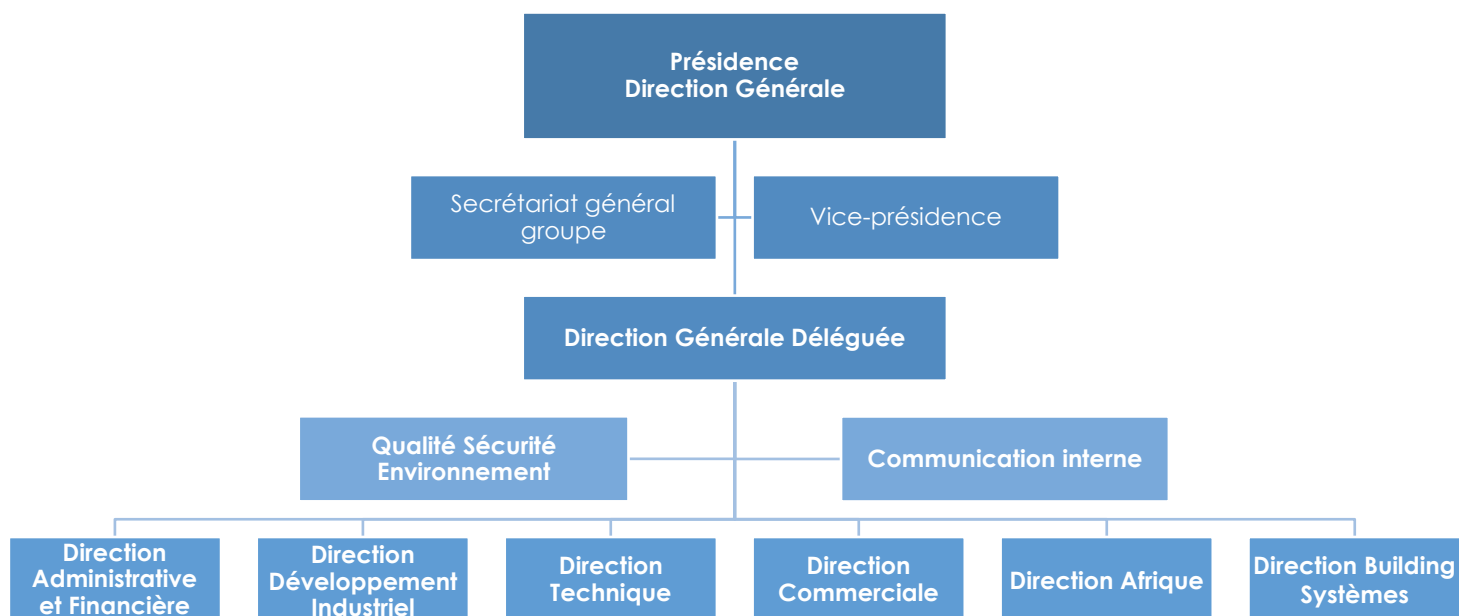 Présidence
Direction Générale
Secrétariat général
groupe
Vice-présidence
Direction Générale Déléguée
Qualité Sécurité
Environnement
Communication interne
Direction
Administrative
et Financière
Direction
Développement
Industriel
Direction
Technique
Direction
Commerciale
Direction Afrique
Direction Building
Systèmes